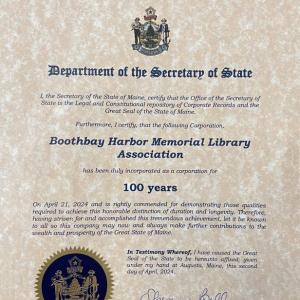 Department of the Secretary of State
I, the Secretary of the State of Maine, certify that the Office of the Secretary of
State is the Legal and Constitutional repository of Corporate Records and the
Great Seal of the State of Maine.
Furthermore, I certify, that the following Corporation,
Boothbay Harbor Memorial Library
Association
has been duly incorporated as a corporation for
100 years
On April 21, 2024 and is rightly commended for demonstrating those qualities
required to achieve this honorable distinction of duration and longevity. Therefore,
having striven for and accomplished this tremendous achievement, let it be known
to all so this company may now and always make further contributions to the
wealth and prosperity of the Great State of Maine.
In Testimony Whereof, I have caused the Great
Seal of the State to be hereunto affixed, given
under my hand at Augusta, Maine, this second
day of April, 2024.